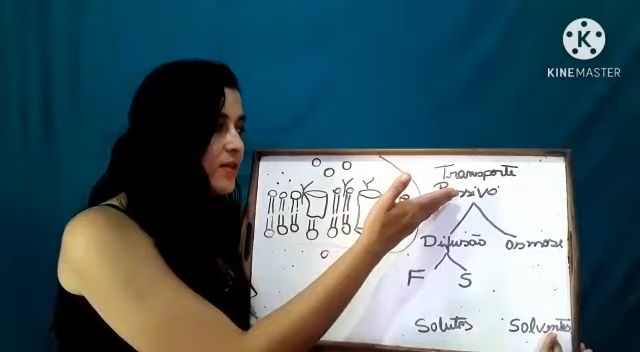 K
KINEMASTER
Transporte
Passivo
Difusão osmose
F S
Solutos Solventes